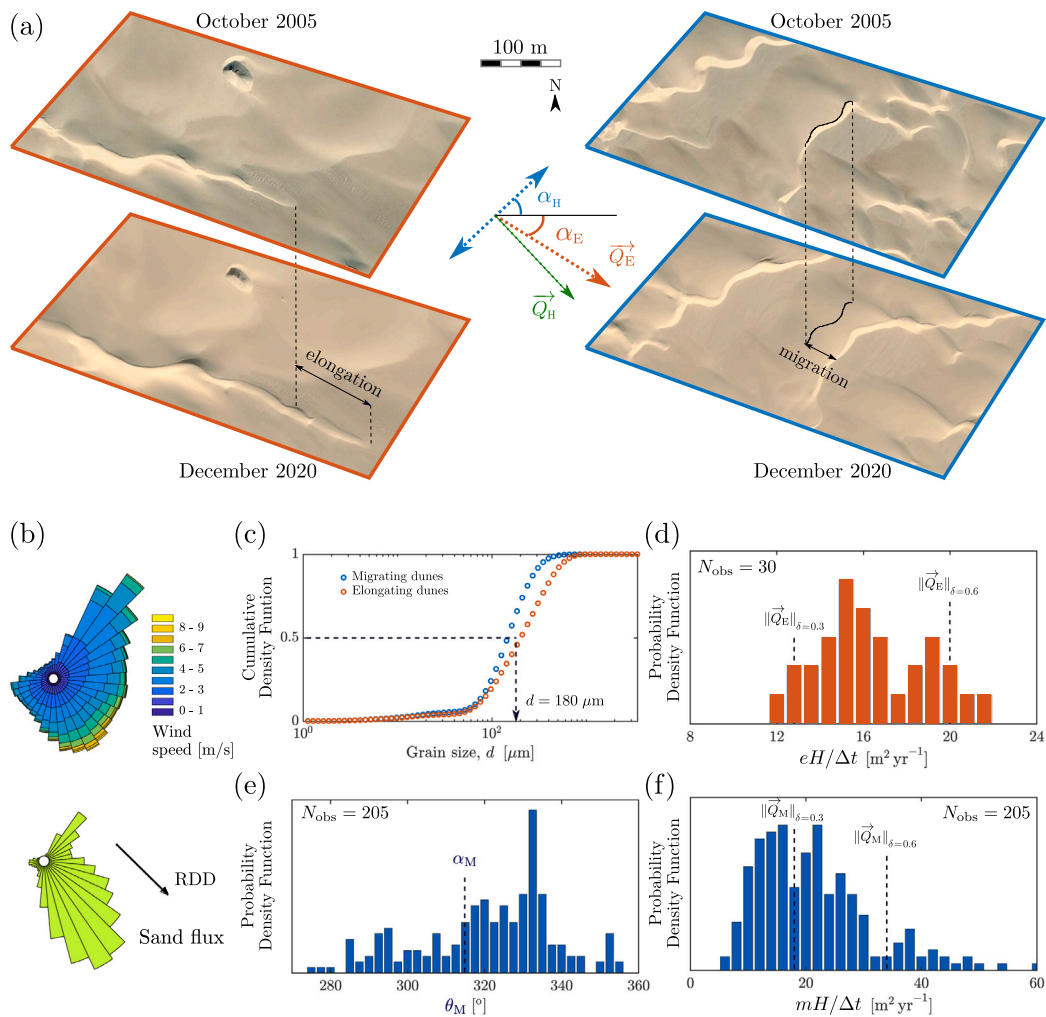 (a)
October 2005
October 2005
100 m
N
α_H
α_E
Q_E
Q_H
elongation
migration
December 2020
December 2020
(b)
8 - 9
6 - 7
4 - 5
2 - 3
0 - 1
Wind
speed [m/s]
RDD
Sand flux
(c)
Cumulative
Density Funtion
1
0.5
0
Migrating dunes
Elongating dunes
d = 180 μm
10⁰
10²
Grain size, d [μm]
(d)
Probability
Density Function
N_obs = 30
‖Q_E‖_δ=0.3
‖Q_E‖_δ=0.6
8
12
16
20
24
eH/Δt [m² yr⁻¹]
(e)
Probability
Density Function
N_obs = 205
α_M
280
300
320
340
360
θ_M [°]
(f)
Probability
Density Function
N_obs = 205
‖Q_M‖_δ=0.3
‖Q_M‖_δ=0.6
0
20
40
60
mH/Δt [m² yr⁻¹]